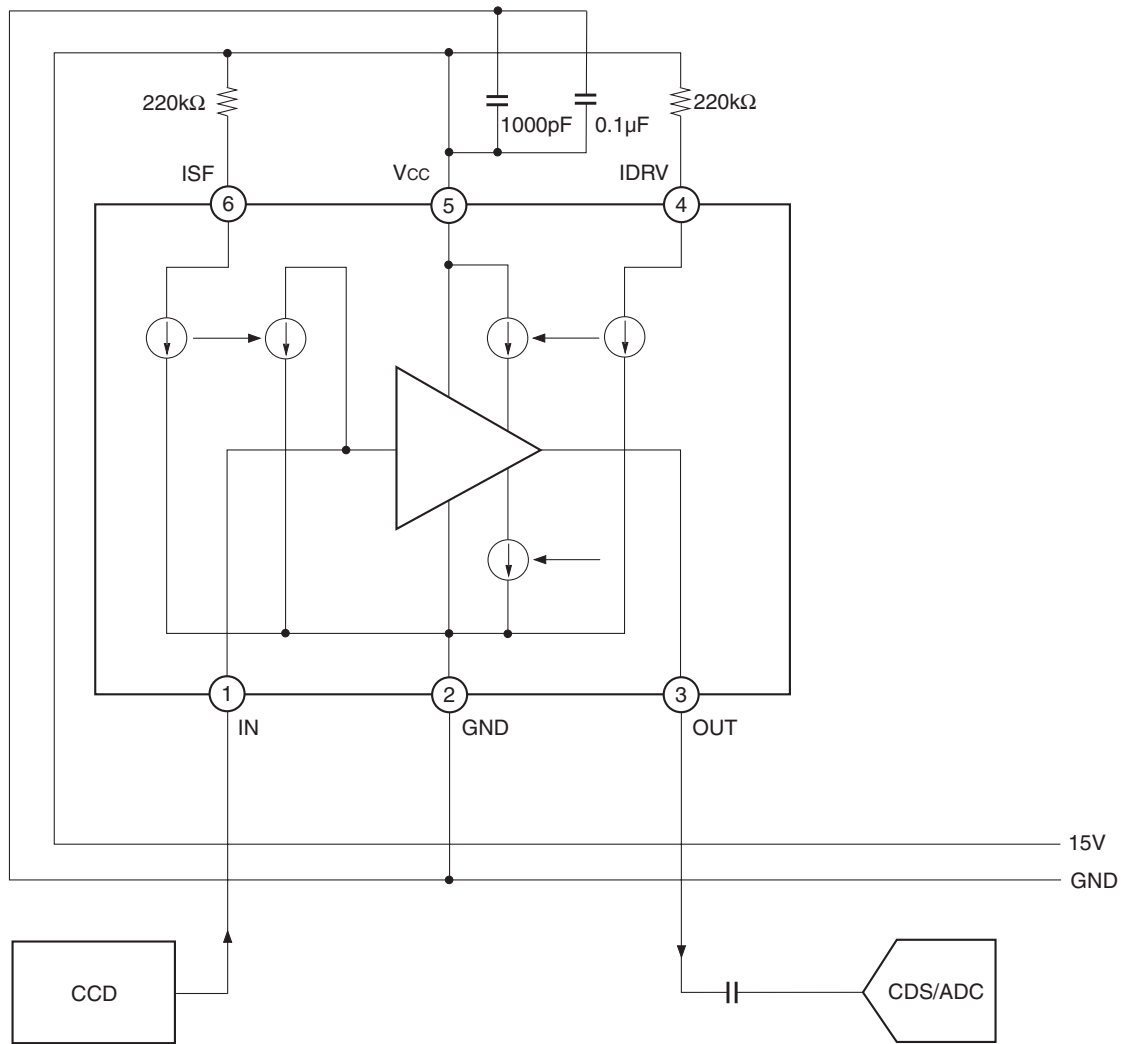 220kΩ
1000pF
0.1µF
220kΩ
ISF
VCC
IDRV
6
5
4
1
2
3
IN
GND
OUT
15V
GND
CCD
CDS/ADC